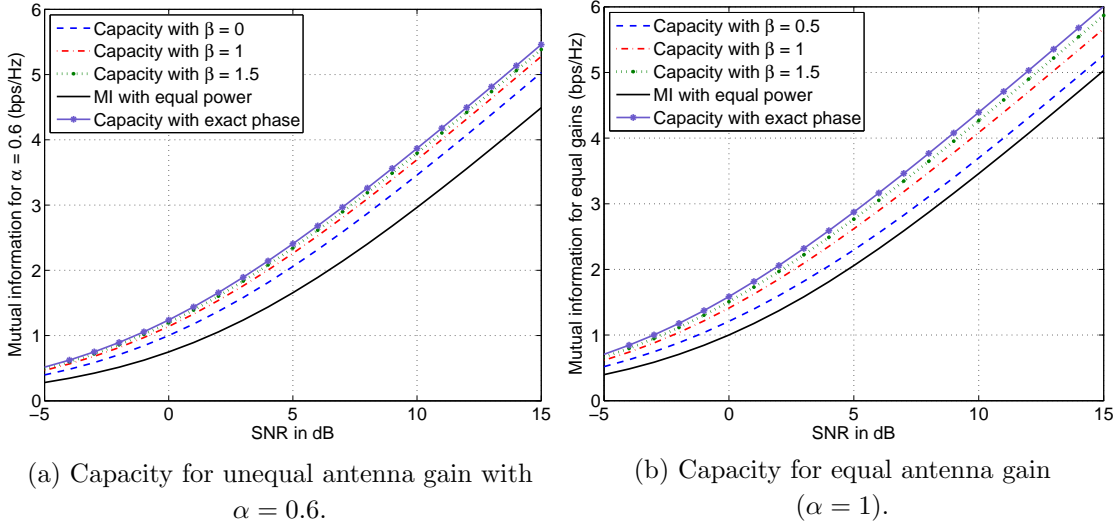 Capacity with β = 0
Capacity with β = 1
Capacity with β = 1.5
MI with equal power
Capacity with exact phase
Mutual information for α = 0.6 (bps/Hz)
6
5
4
3
2
1
0
−5
0
5
10
15
SNR in dB
(a) Capacity for unequal antenna gain with
α = 0.6.
Capacity with β = 0.5
Capacity with β = 1
Capacity with β = 1.5
MI with equal power
Capacity with exact phase
Mutual information for equal gains (bps/Hz)
6
5
4
3
2
1
0
−5
0
5
10
15
SNR in dB
(b) Capacity for equal antenna gain
(α = 1).